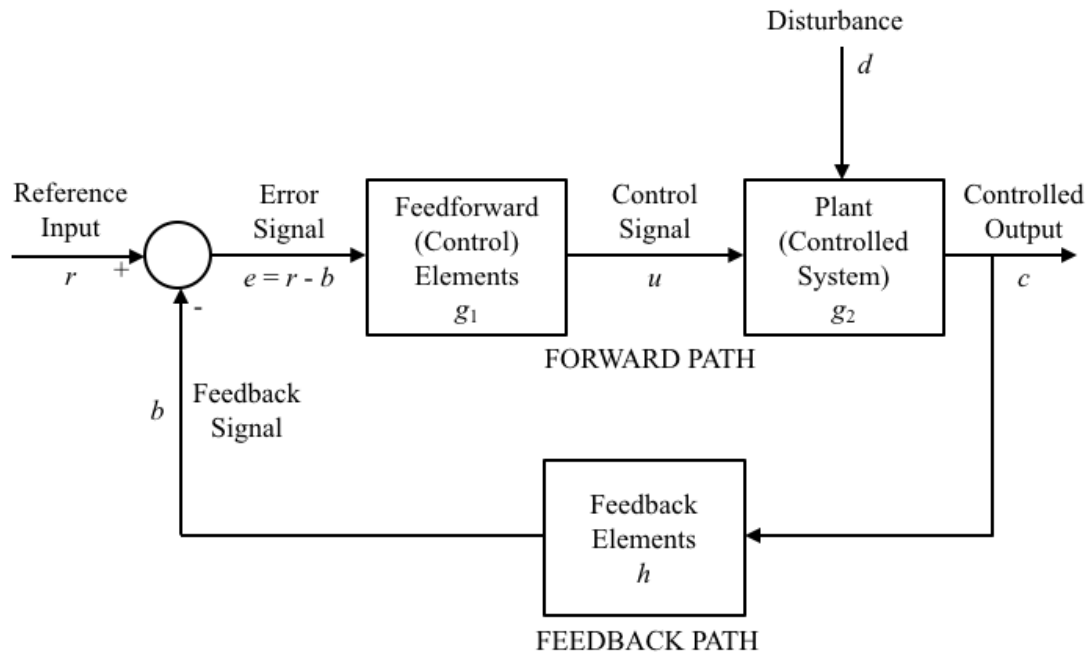 Disturbance
d
Reference
Input
r
+
-
Error
Signal
e = r - b
Feedforward
(Control)
Elements
g1
Control
Signal
u
Plant
(Controlled
System)
g2
Controlled
Output
c
FORWARD PATH
b
Feedback
Signal
Feedback
Elements
h
FEEDBACK PATH